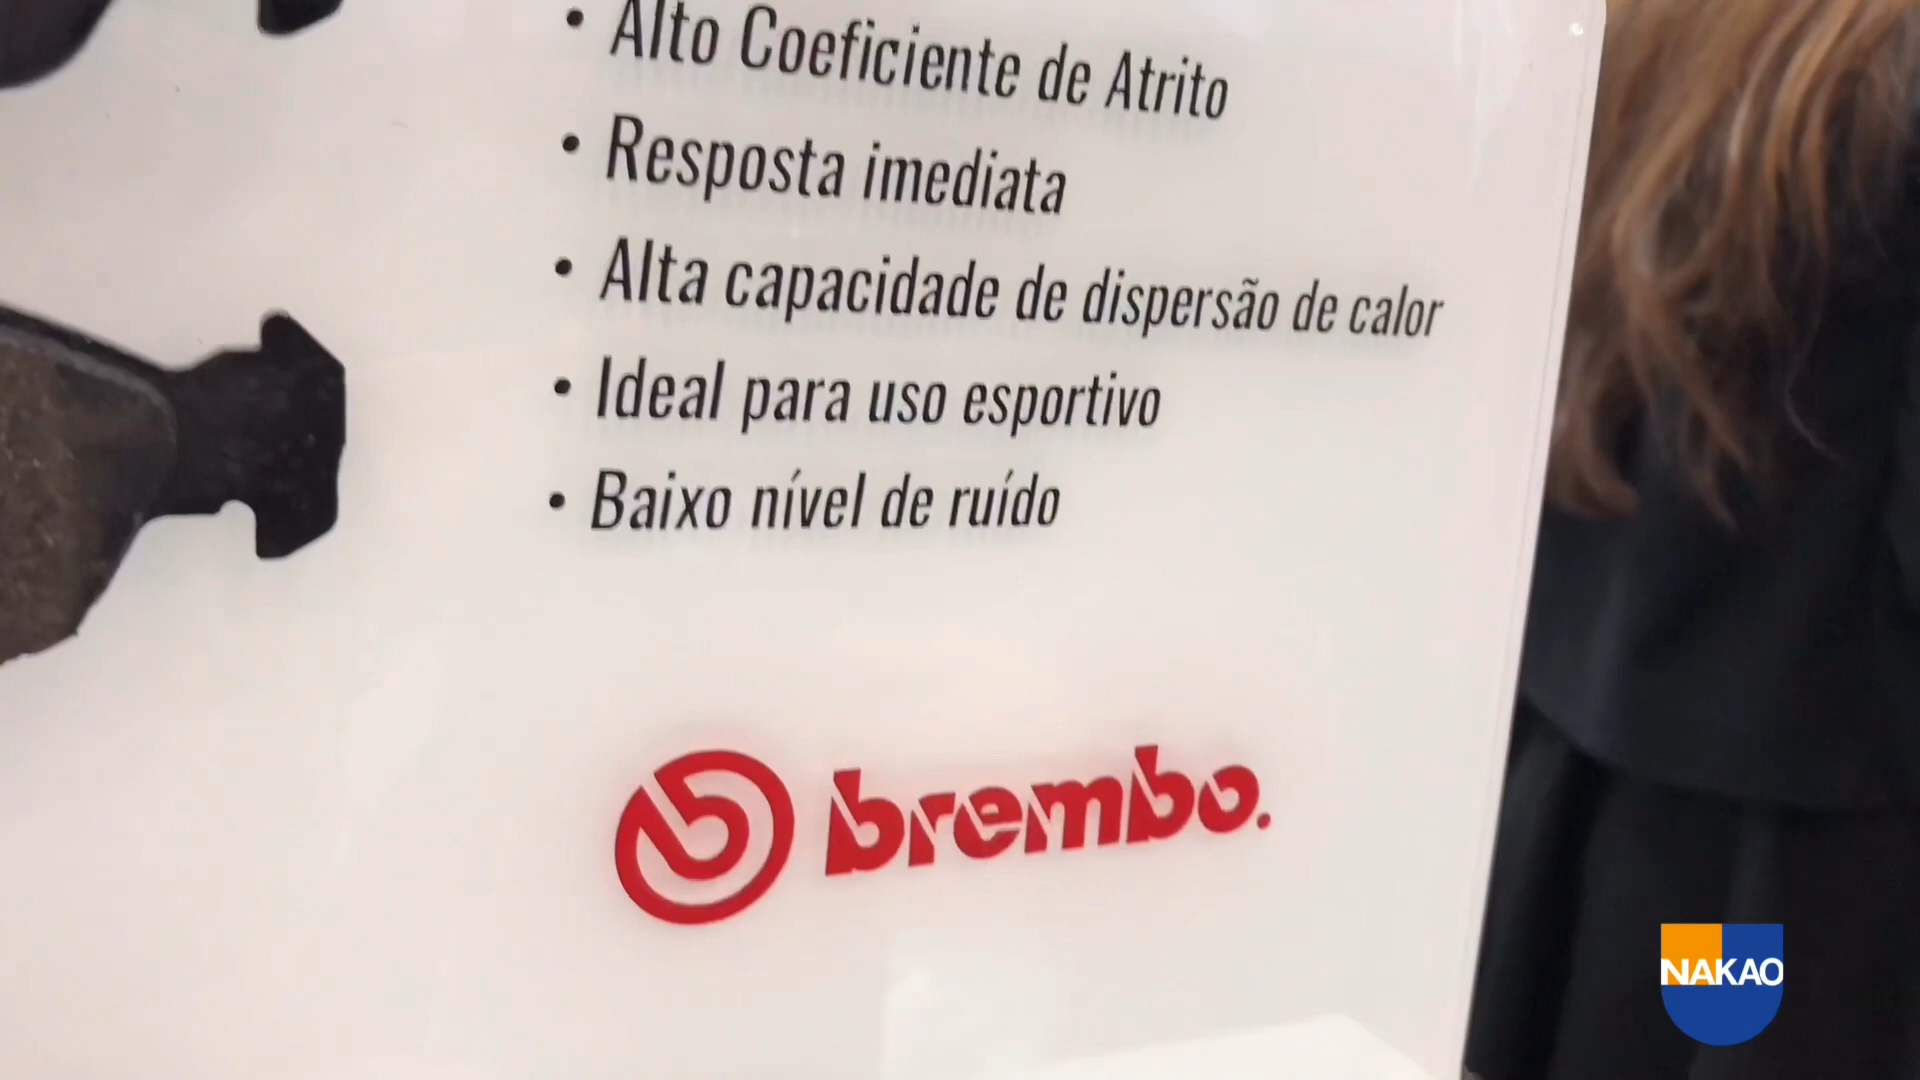 • Alto Coeficiente de Atrito
• Resposta imediata
• Alta capacidade de dispersão de calor
• Ideal para uso esportivo
• Baixo nível de ruído
brembo.
NAKAO